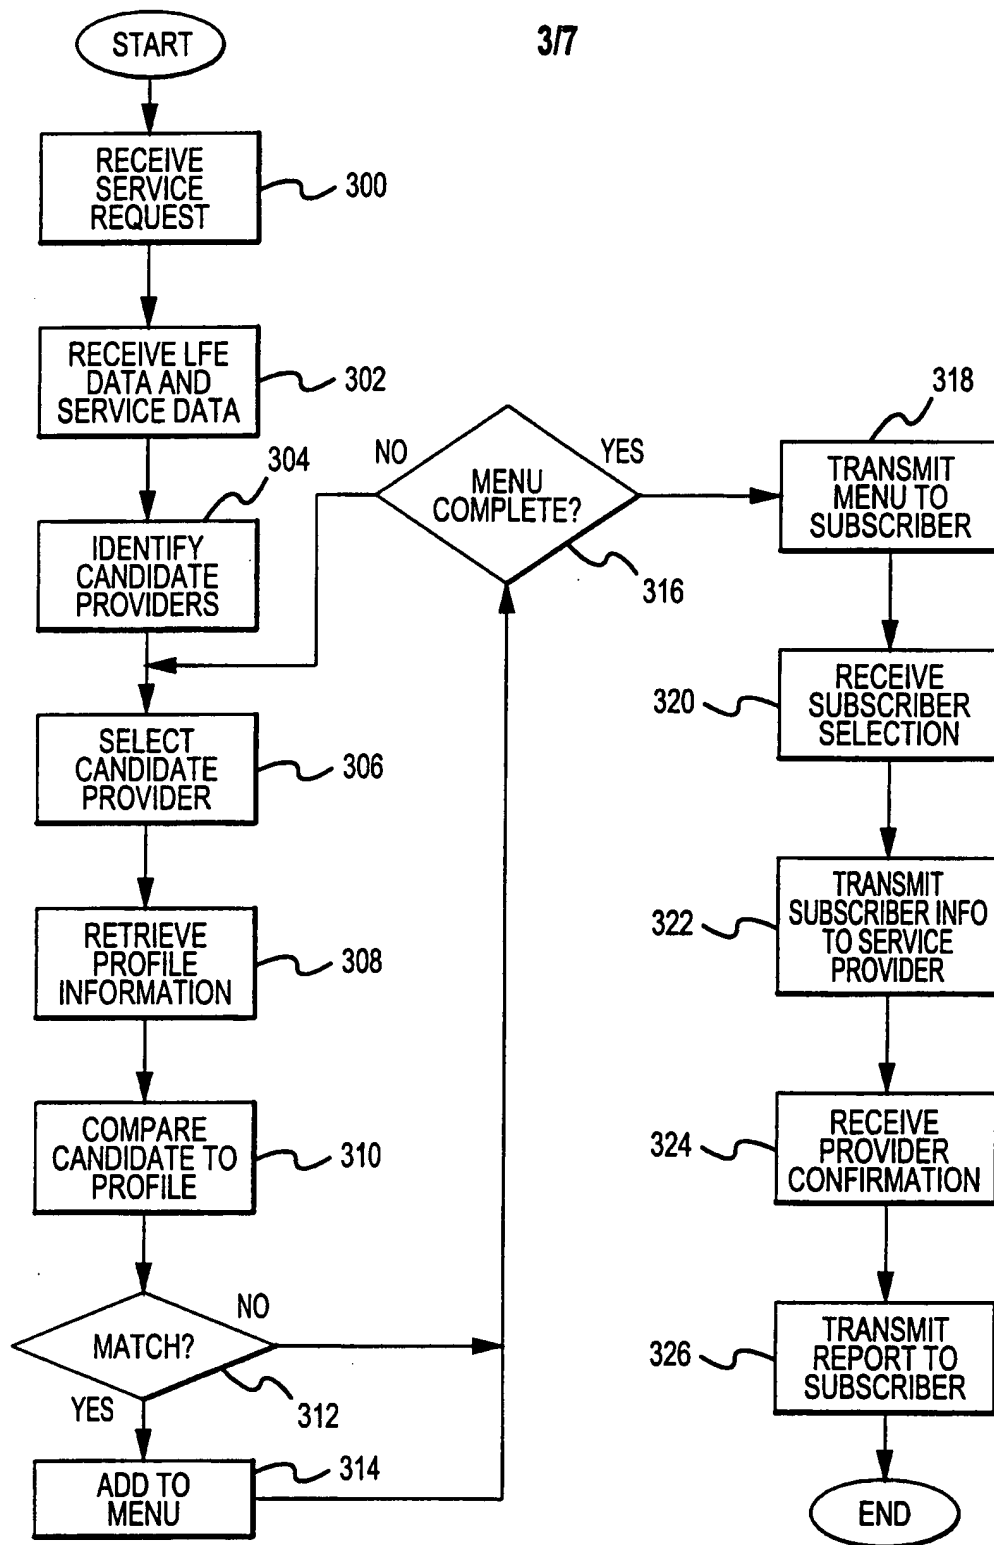 3/7
START
RECEIVE
SERVICE
REQUEST
300
RECEIVE LFE
DATA AND
SERVICE DATA
302
304
IDENTIFY
CANDIDATE
PROVIDERS
SELECT
CANDIDATE
PROVIDER
306
RETRIEVE
PROFILE
INFORMATION
308
COMPARE
CANDIDATE TO
PROFILE
310
MATCH?
NO
YES
312
ADD TO
MENU
314
NO
YES
MENU
COMPLETE?
316
318
TRANSMIT
MENU TO
SUBSCRIBER
320
RECEIVE
SUBSCRIBER
SELECTION
322
TRANSMIT
SUBSCRIBER INFO
TO SERVICE
PROVIDER
324
RECEIVE
PROVIDER
CONFIRMATION
326
TRANSMIT
REPORT TO
SUBSCRIBER
END